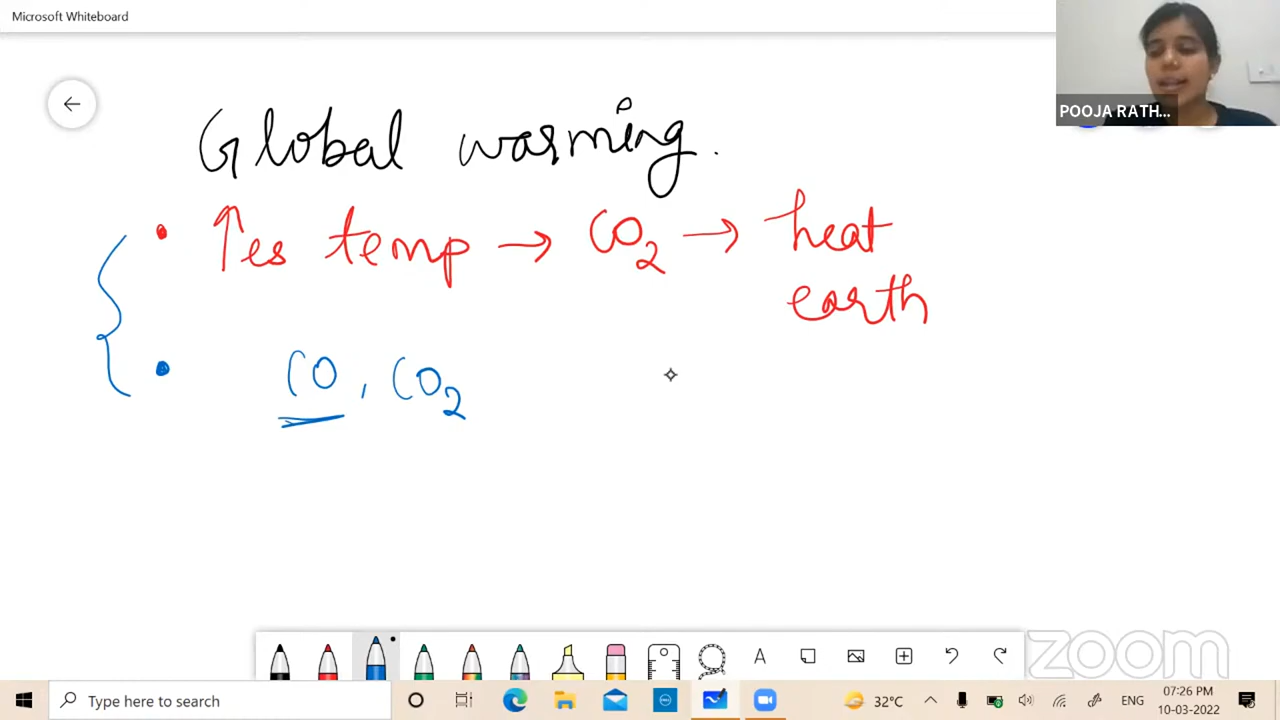 Microsoft Whiteboard
POOJA RATH...
Global warming.
• ↑es temp → CO2 → heat
earth
• CO, CO2
A
zoom
Type here to search
DELL
32°C
ENG
07:26 PM
10-03-2022